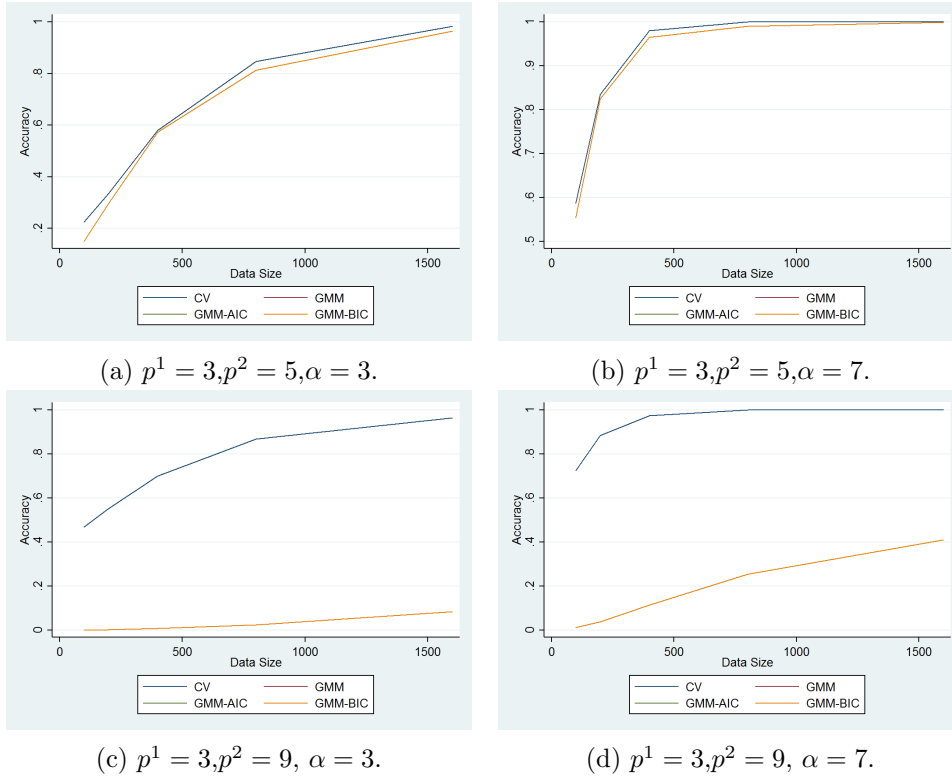 Accuracy
.2 .4 .6 .8 1
0 500 1000 1500
Data Size
CV GMM
GMM-AIC GMM-BIC
(a) p¹ = 3,p² = 5,α = 3.
Accuracy
.5 .6 .7 .8 .9 1
0 500 1000 1500
Data Size
CV GMM
GMM-AIC GMM-BIC
(b) p¹ = 3,p² = 5,α = 7.
Accuracy
0 .2 .4 .6 .8 1
0 500 1000 1500
Data Size
CV GMM
GMM-AIC GMM-BIC
(c) p¹ = 3,p² = 9, α = 3.
Accuracy
0 .2 .4 .6 .8 1
0 500 1000 1500
Data Size
CV GMM
GMM-AIC GMM-BIC
(d) p¹ = 3,p² = 9, α = 7.